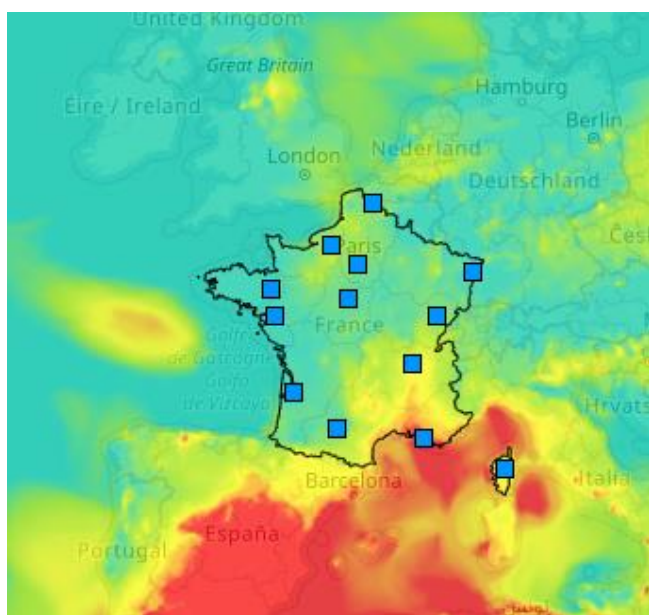 United Kingdom
Great Britain
Éire / Ireland
Hamburg
Berlin
London
Nederland
Deutschland
Paris
Česk
France
Golfe
de Gascogne
Golfo
de Vizcaya
Hrvats
Barcelona
Italia
España
Portugal